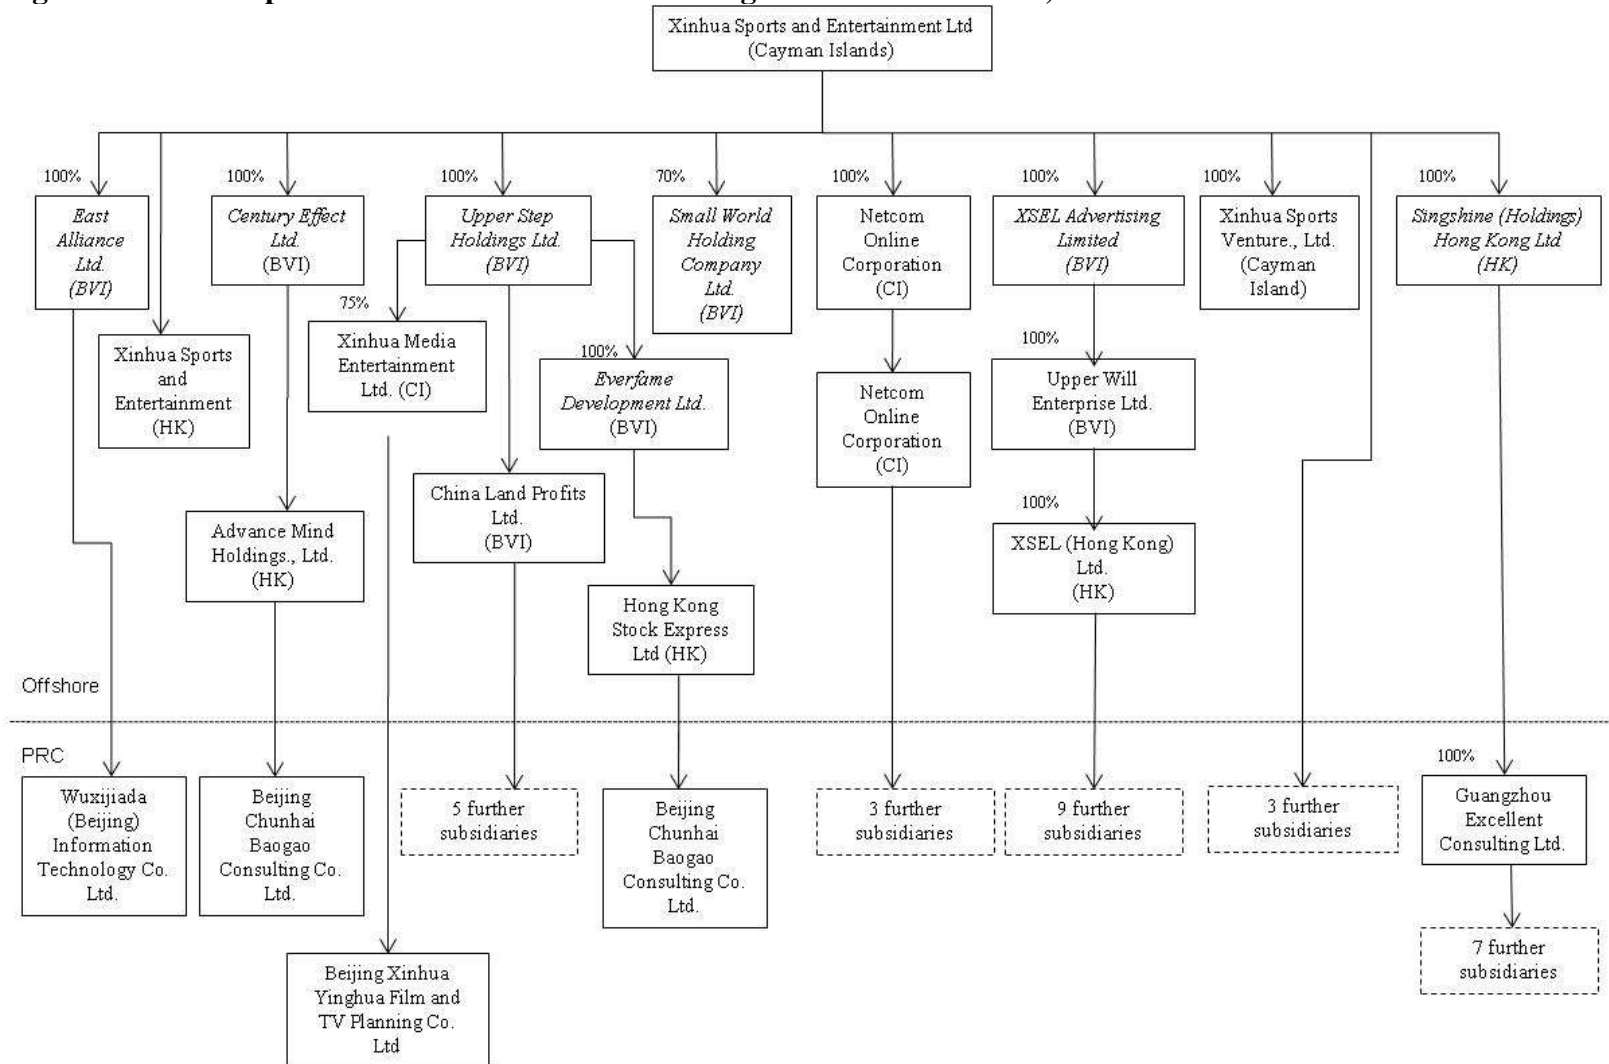 Xinhua Sports and Entertainment Ltd
(Cayman Islands)
100%
100%
100%
70%
100%
100%
100%
100%
East
Alliance
Ltd.
(BVI)
Century Effect
Ltd.
(BVI)
Upper Step
Holdings Ltd.
(BVI)
Small World
Holding
Company
Ltd.
(BVI)
Netcom
Online
Corporation
(CI)
XSEL Advertising
Limited
(BVI)
Xinhua Sports
Venture., Ltd.
(Cayman
Island)
Singshine (Holdings)
Hong Kong Ltd
(HK)
75%
Xinhua Sports
and
Entertainment
(HK)
Xinhua Media
Entertainment
Ltd. (CI)
100%
Everfame
Development Ltd.
(BVI)
Netcom
Online
Corporation
(CI)
100%
Upper Will
Enterprise Ltd.
(BVI)
China Land Profits
Ltd.
(BVI)
Advance Mind
Holdings., Ltd.
(HK)
100%
XSEL (Hong Kong)
Ltd.
(HK)
Hong Kong
Stock Express
Ltd (HK)
Offshore
PRC
Wuxijiada
(Beijing)
Information
Technology Co.
Ltd.
Beijing
Chunhai
Baogao
Consulting Co.
Ltd.
5 further
subsidiaries
Beijing
Chunhai
Baogao
Consulting Co.
Ltd.
3 further
subsidiaries
9 further
subsidiaries
3 further
subsidiaries
100%
Guangzhou
Excellent
Consulting Ltd.
7 further
subsidiaries
Beijing Xinhua
Yinghua Film and
TV Planning Co.
Ltd